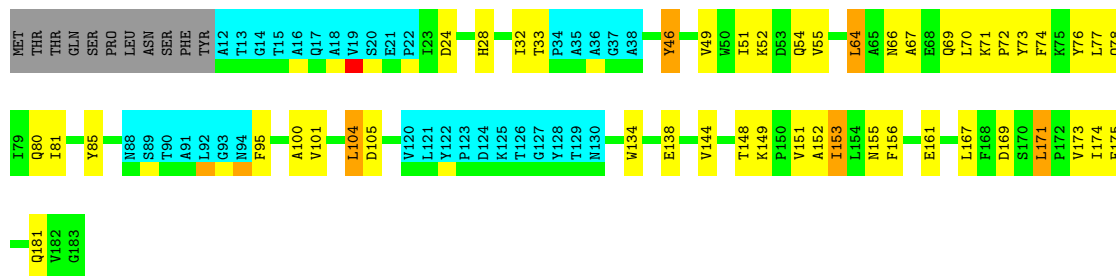 MET THR THR GLN SER PRO LEU ASN SER PHE TYR A12 T13 G14 T15 A16 Q17 A18 V19 S20 E21 P22 I23 D24 H28 I32 T33 P34 A35 A36 G37 A38 Y46 V49 W50 I51 K52 D53 Q54 V55 L64 A65 N66 A67 E68 Q69 L70 K71 P72 Y73 F74 K75 Y76 L77
I79 Q80 I81 Y85 N88 S89 T90 A91 L92 G93 N94 F95 A100 V101 L104 D105 V120 L121 Y122 P123 D124 K125 T126 G127 Y128 T129 N130 W134 E138 V144 T148 K149 P150 V151 A152 I153 L154 N155 F156 E161 L167 F168 D169 S170 L171 P172 V173 I174
Q181 V182 G183